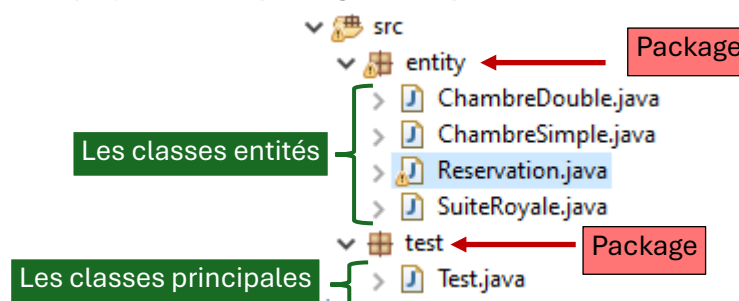 src
entity
Package
ChambreDouble.java
ChambreSimple.java
Les classes entités
Reservation.java
SuiteRoyale.java
test
Package
Les classes principales
Test.java